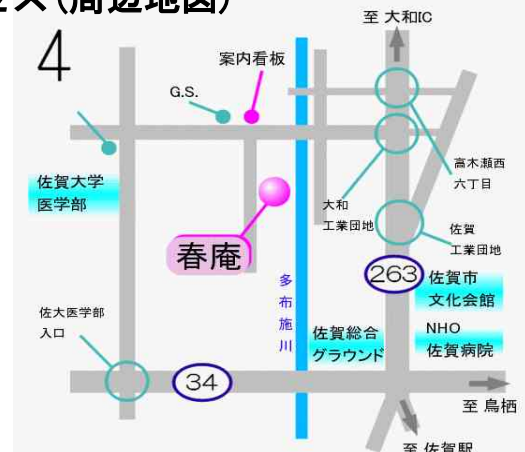 ス(周辺地図)
至 大和IC
4
案内看板
G.S.
高木瀬西
六丁目
佐賀大学
医学部
大和
工業団地
佐賀
工業団地
春庵
263
佐賀市
文化会館
多布施川
佐大医学部
入口
佐賀総合
グラウンド
NHO
佐賀病院
34
至 鳥栖
至 佐賀駅